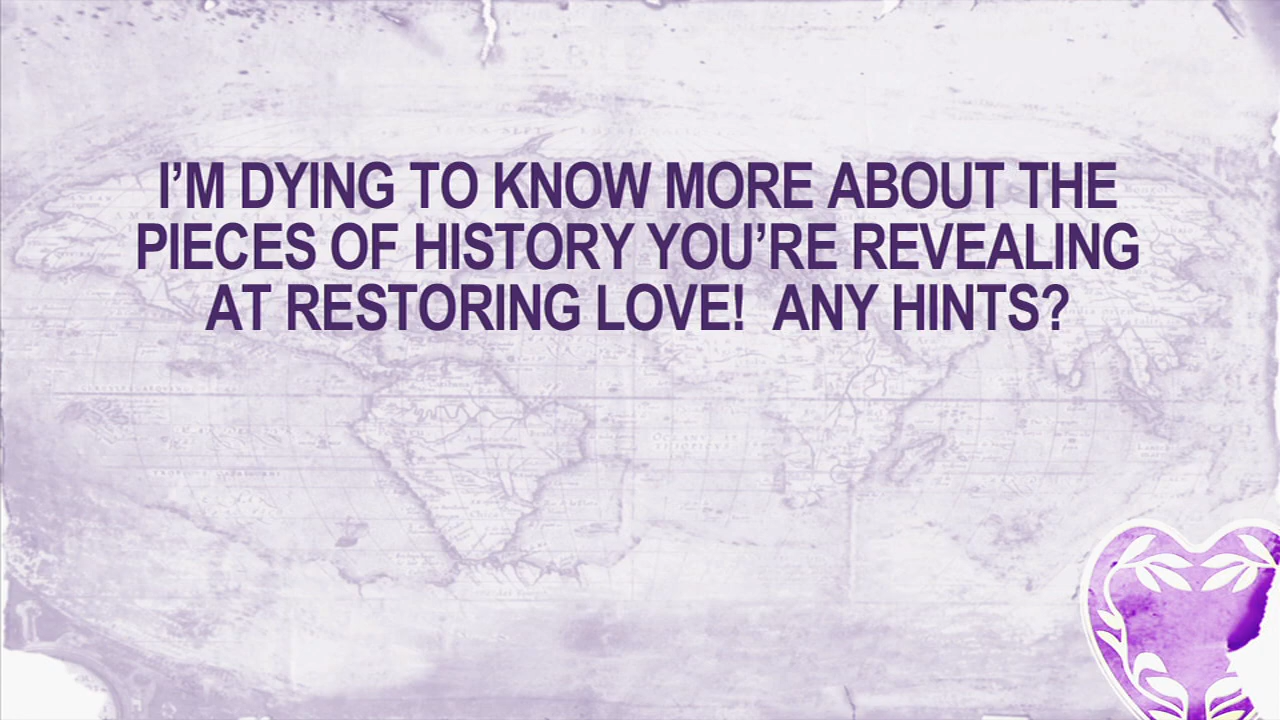 I'M DYING TO KNOW MORE ABOUT THE
PIECES OF HISTORY YOU'RE REVEALING
AT RESTORING LOVE!  ANY HINTS?